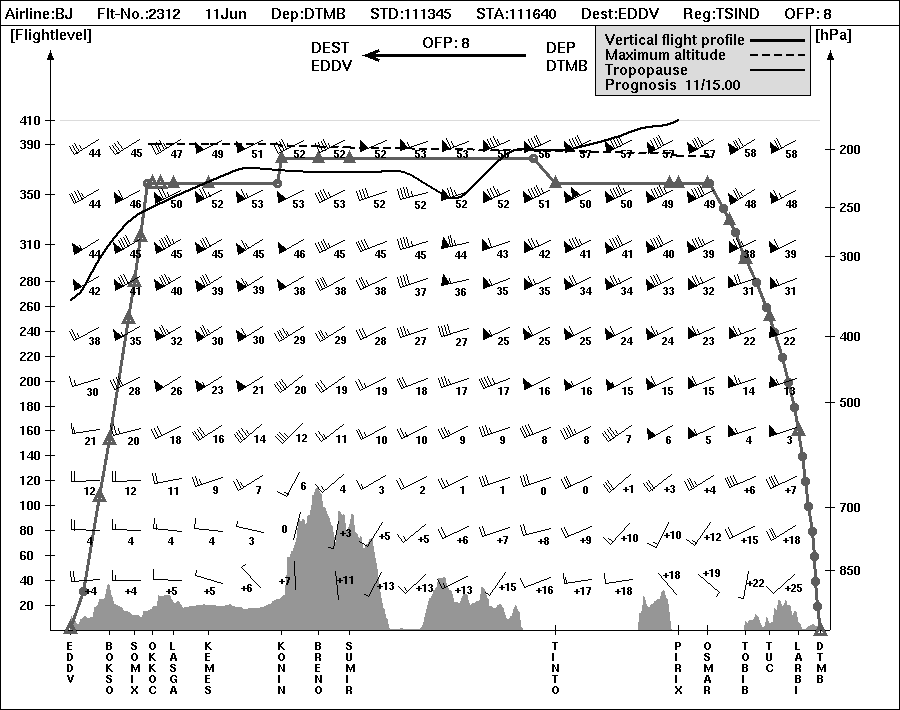 Airline:BJ Flt-No.:2312 11Jun Dep:DTMB STD:111345 STA:111640 Dest:EDDV Reg:TSIND OFP: 8
[Flightlevel] [hPa]
DEST OFP: 8 DEP
EDDV DTMB
Vertical flight profile
Maximum altitude
Tropopause
Prognosis 11/15.00
410
390 44 45 47 49 51 52 52 52 53 53 56 57 57 57 57 58 58 200
350 44 46 50 52 53 53 53 52 52 52 52 51 50 50 49 49 48 48 250
310 44 45 45 45 45 46 45 45 45 44 43 42 41 41 40 39 38 39 300
280 42 41 40 39 39 38 38 38 37 36 35 35 34 34 33 32 31 31
260
240 38 35 32 30 30 29 29 28 27 27 25 25 25 24 24 23 22 22 400
220
200 30 28 26 23 21 20 19 19 18 17 17 16 16 15 15 15 14 13
180 500
160 21 20 18 16 14 12 11 10 10 9 9 8 8 7 6 5 4 3
140
120 12 12 11 9 7 6 4 3 2 1 1 0 0 +1 +3 +4 +6 +7
100 700
80 4 4 4 4 3 0 +3 +5 +5 +6 +7 +8 +9 +10 +10 +12 +15 +18
60
40 +4 +4 +5 +5 +6 +7 +11 +13 +13 +13 +15 +16 +17 +18 +18 +19 +22 +25 850
20
EDDV
BOKSO
SOMIX
OKKOC
LASGA
KEMES
KONIN
BRENO
SUMIR
TINTO
PIRIX
OSMAR
TOBIB
TUC
LARBI
DTMB